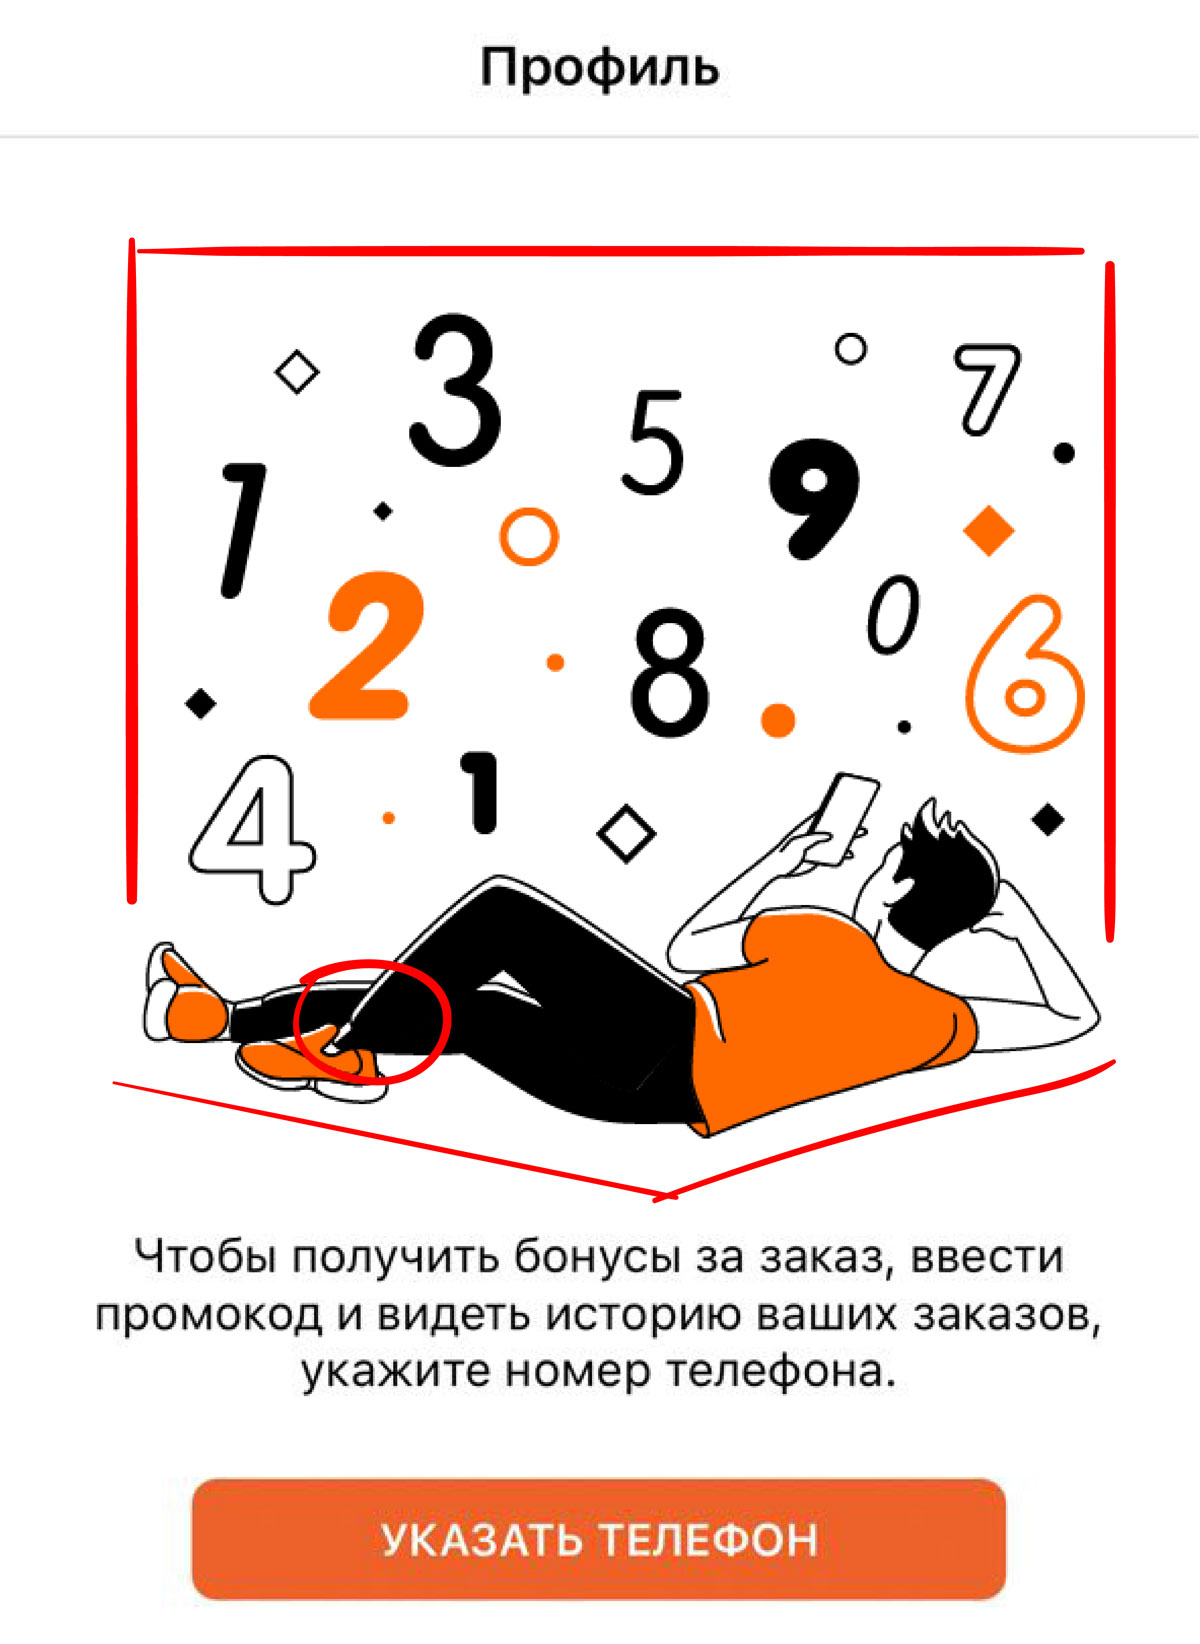 Профиль
3
5
7
1
9
2
0
8
6
4
1
Чтобы получить бонусы за заказ, ввести
промокод и видеть историю ваших заказов,
укажите номер телефона.
УКАЗАТЬ ТЕЛЕФОН